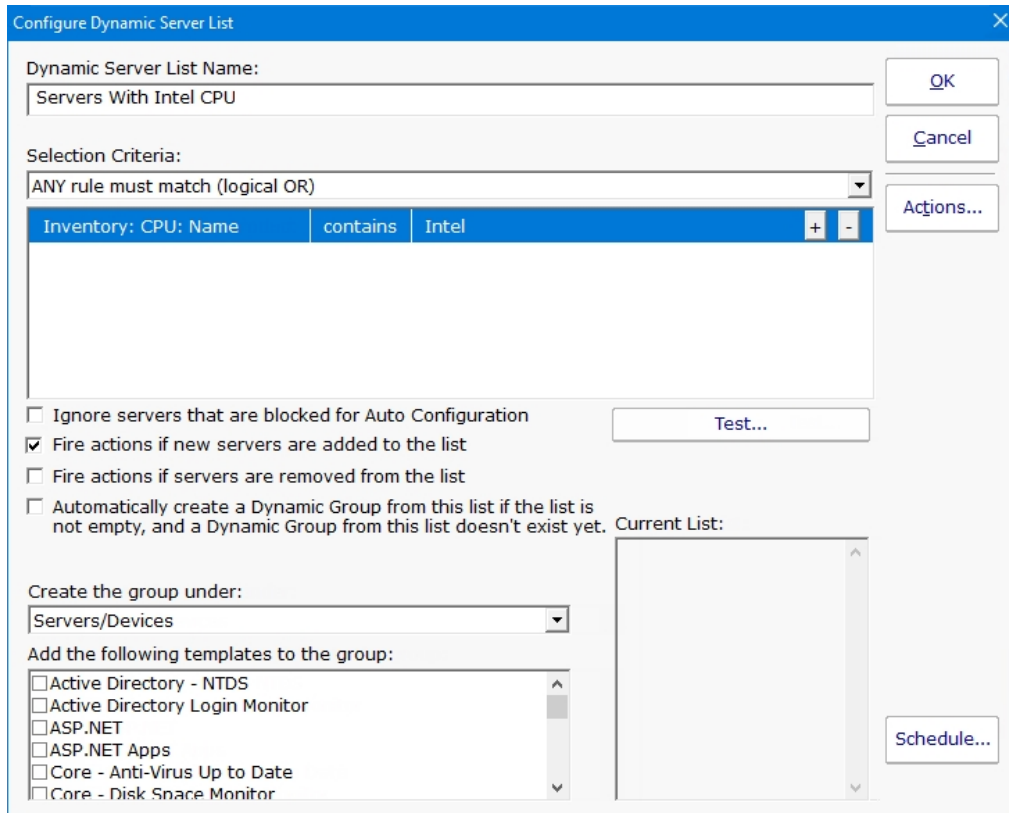 Configure Dynamic Server List
Dynamic Server List Name:
Servers With Intel CPU
OK
Cancel
Selection Criteria:
ANY rule must match (logical OR)
Actions...
Inventory: CPU: Name contains Intel + -
Ignore servers that are blocked for Auto Configuration
Test...
Fire actions if new servers are added to the list
Fire actions if servers are removed from the list
Automatically create a Dynamic Group from this list if the list is
not empty, and a Dynamic Group from this list doesn't exist yet.
Current List:
Create the group under:
Servers/Devices
Add the following templates to the group:
Active Directory - NTDS
Active Directory Login Monitor
ASP.NET
ASP.NET Apps
Core - Anti-Virus Up to Date
Core - Disk Space Monitor
Schedule...